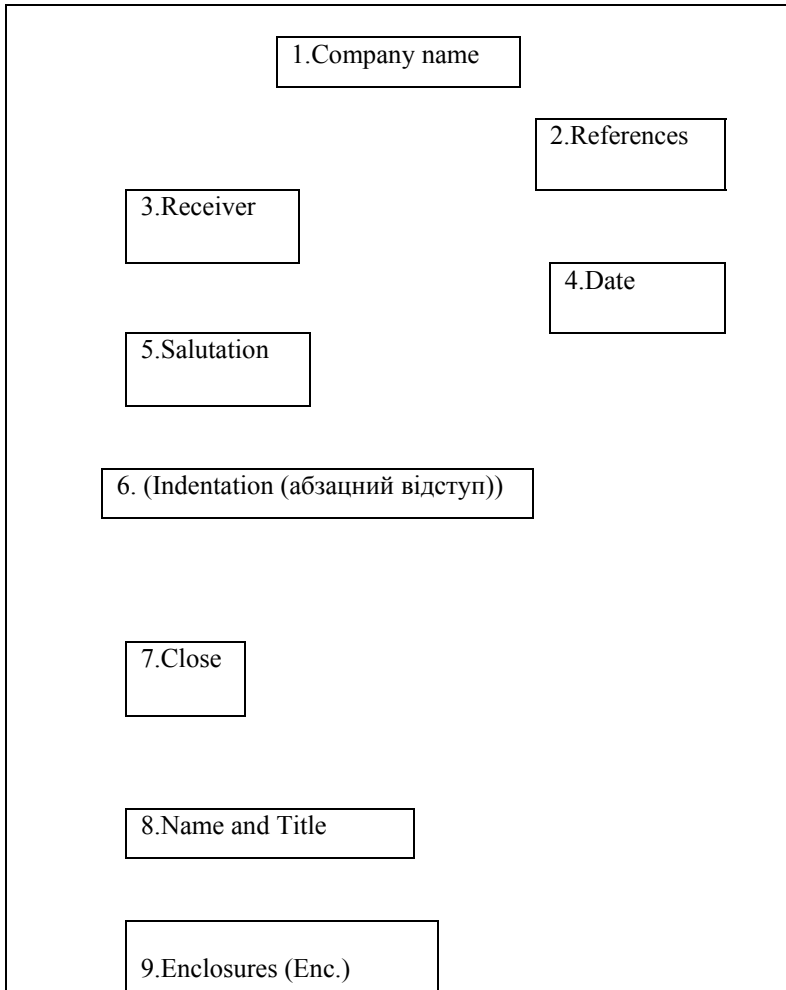 1.Company name
2.References
3.Receiver
4.Date
5.Salutation
6. (Indentation (абзацний відступ))
7.Close
8.Name and Title
9.Enclosures (Enc.)